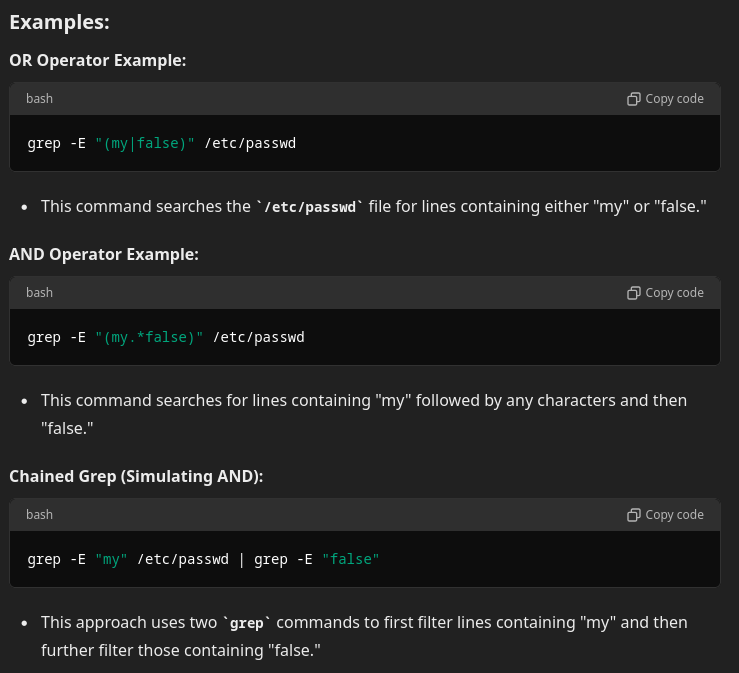 Examples:
OR Operator Example:
bash
Copy code
grep -E "(my|false)" /etc/passwd
• This command searches the `/etc/passwd` file for lines containing either "my" or "false."
AND Operator Example:
bash
Copy code
grep -E "(my.*false)" /etc/passwd
• This command searches for lines containing "my" followed by any characters and then
"false."
Chained Grep (Simulating AND):
bash
Copy code
grep -E "my" /etc/passwd | grep -E "false"
• This approach uses two `grep` commands to first filter lines containing "my" and then
further filter those containing "false."